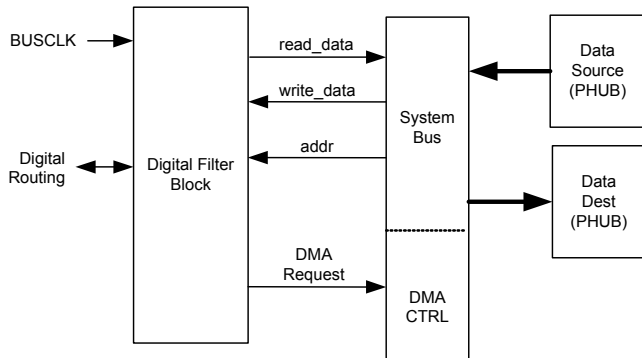 BUSCLK
Digital
Routing
Digital Filter
Block
read_data
write_data
addr
DMA
Request
System
Bus
DMA
CTRL
Data
Source
(PHUB)
Data
Dest
(PHUB)